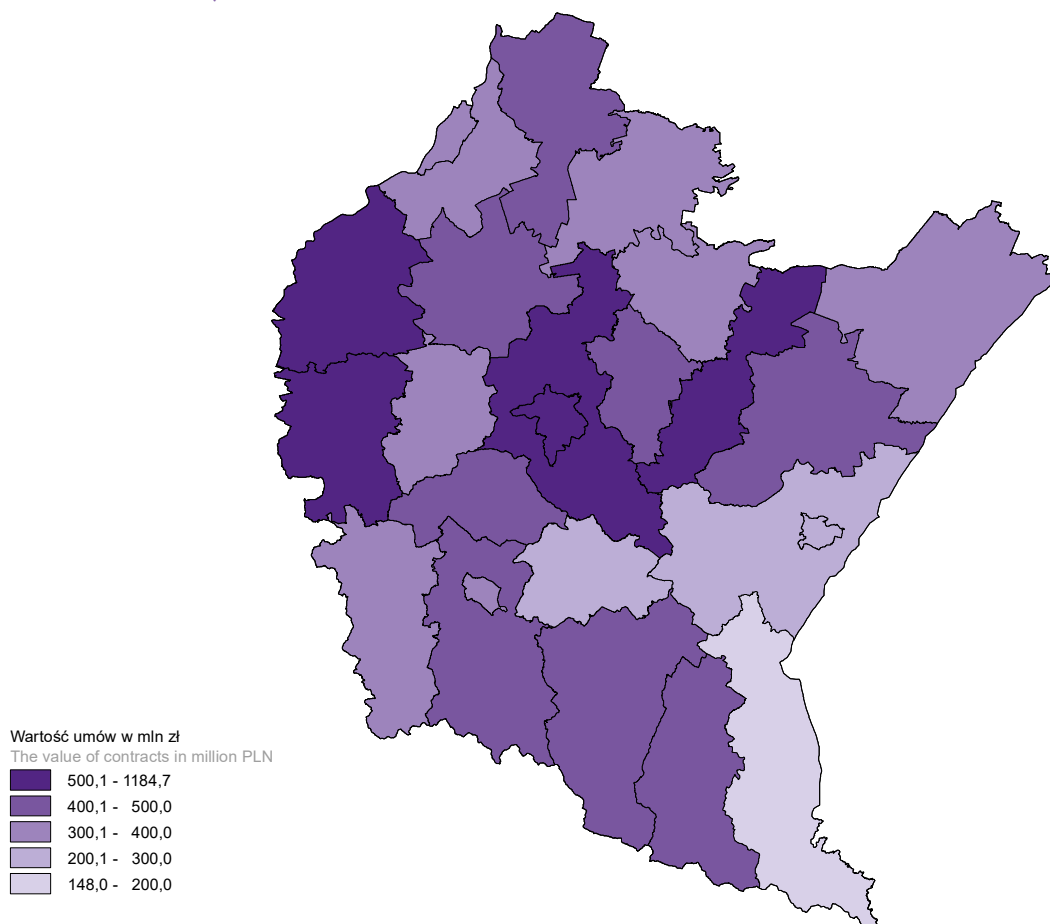 Wartość umów w mln zł
The value of contracts in million PLN
500,1 - 1184,7
400,1 - 500,0
300,1 - 400,0
200,1 - 300,0
148,0 - 200,0